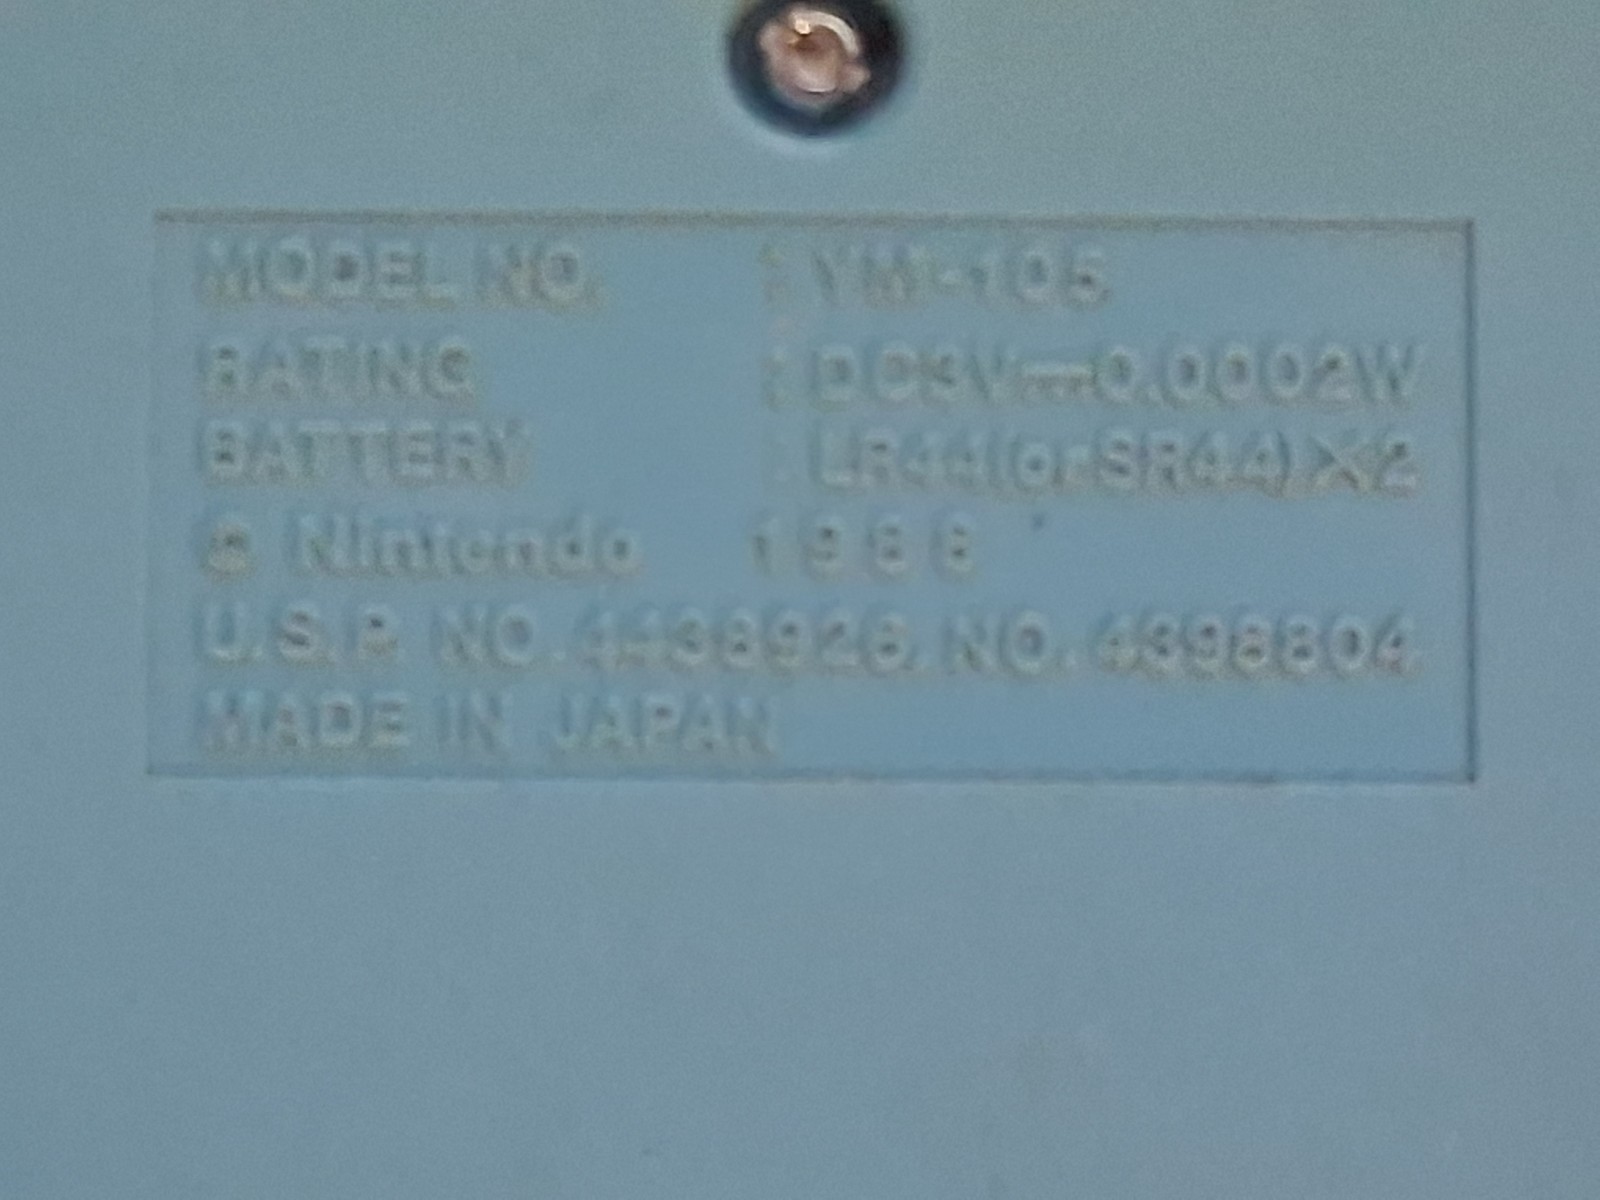 MODEL NO. : YM-105
RATING : DC3V⎓0.0002W
BATTERY : LR44(or SR44)X2
© Nintendo 1988
U.S.P. NO.4438926. NO.4398804
MADE IN JAPAN